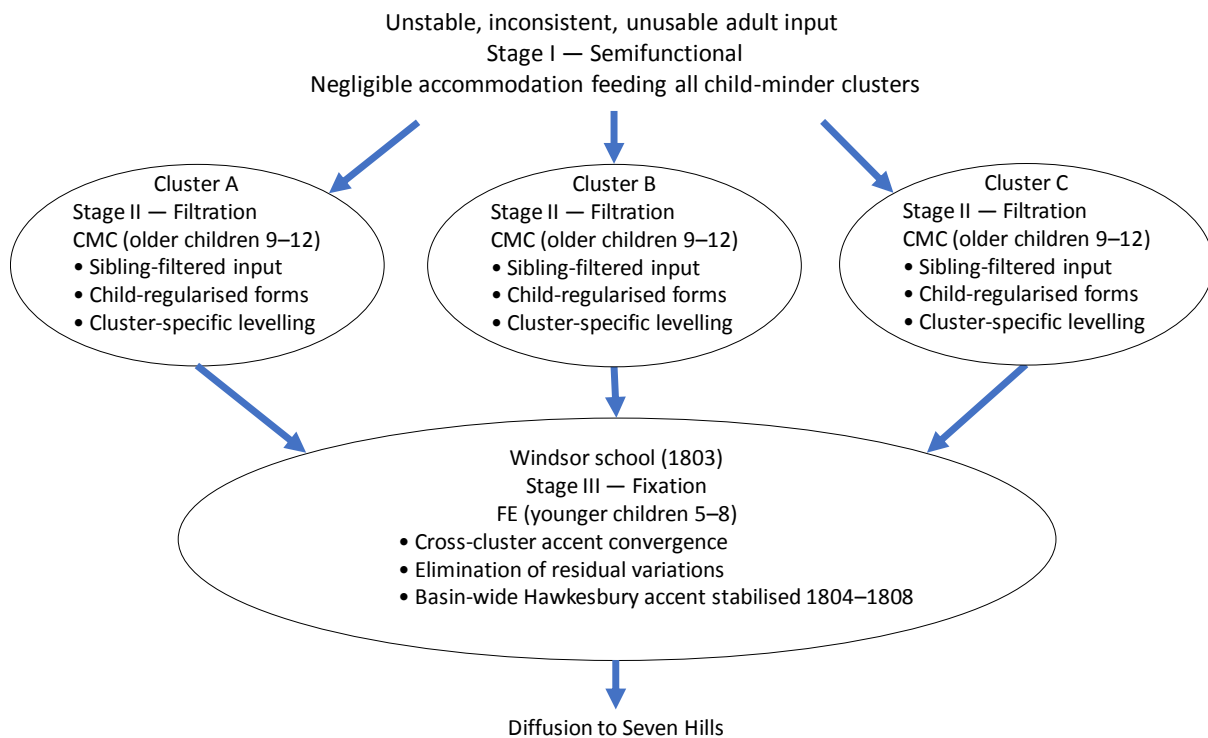 Unstable, inconsistent, unusable adult input
Stage I — Semifunctional
Negligible accommodation feeding all child-minder clusters
Cluster A
Stage II — Filtration
CMC (older children 9–12)
• Sibling-filtered input
• Child-regularised forms
• Cluster-specific levelling
Cluster B
Stage II — Filtration
CMC (older children 9–12)
• Sibling-filtered input
• Child-regularised forms
• Cluster-specific levelling
Cluster C
Stage II — Filtration
CMC (older children 9–12)
• Sibling-filtered input
• Child-regularised forms
• Cluster-specific levelling
Windsor school (1803)
Stage III — Fixation
FE (younger children 5–8)
• Cross-cluster accent convergence
• Elimination of residual variations
• Basin-wide Hawkesbury accent stabilised 1804–1808
Diffusion to Seven Hills